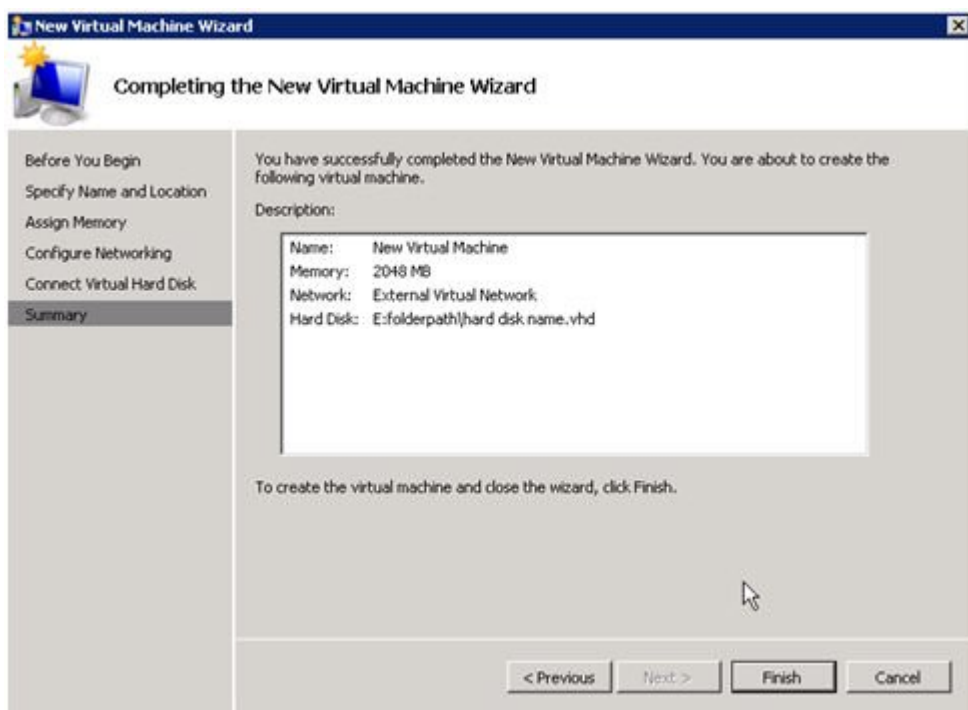 New Virtual Machine Wizard
Completing the New Virtual Machine Wizard
Before You Begin
Specify Name and Location
Assign Memory
Configure Networking
Connect Virtual Hard Disk
Summary
You have successfully completed the New Virtual Machine Wizard. You are about to create the
following virtual machine.
Description:
Name: New Virtual Machine
Memory: 2048 MB
Network: External Virtual Network
Hard Disk: E:folderpath\hard disk name.vhd
To create the virtual machine and close the wizard, click Finish.
< Previous Next > Finish Cancel